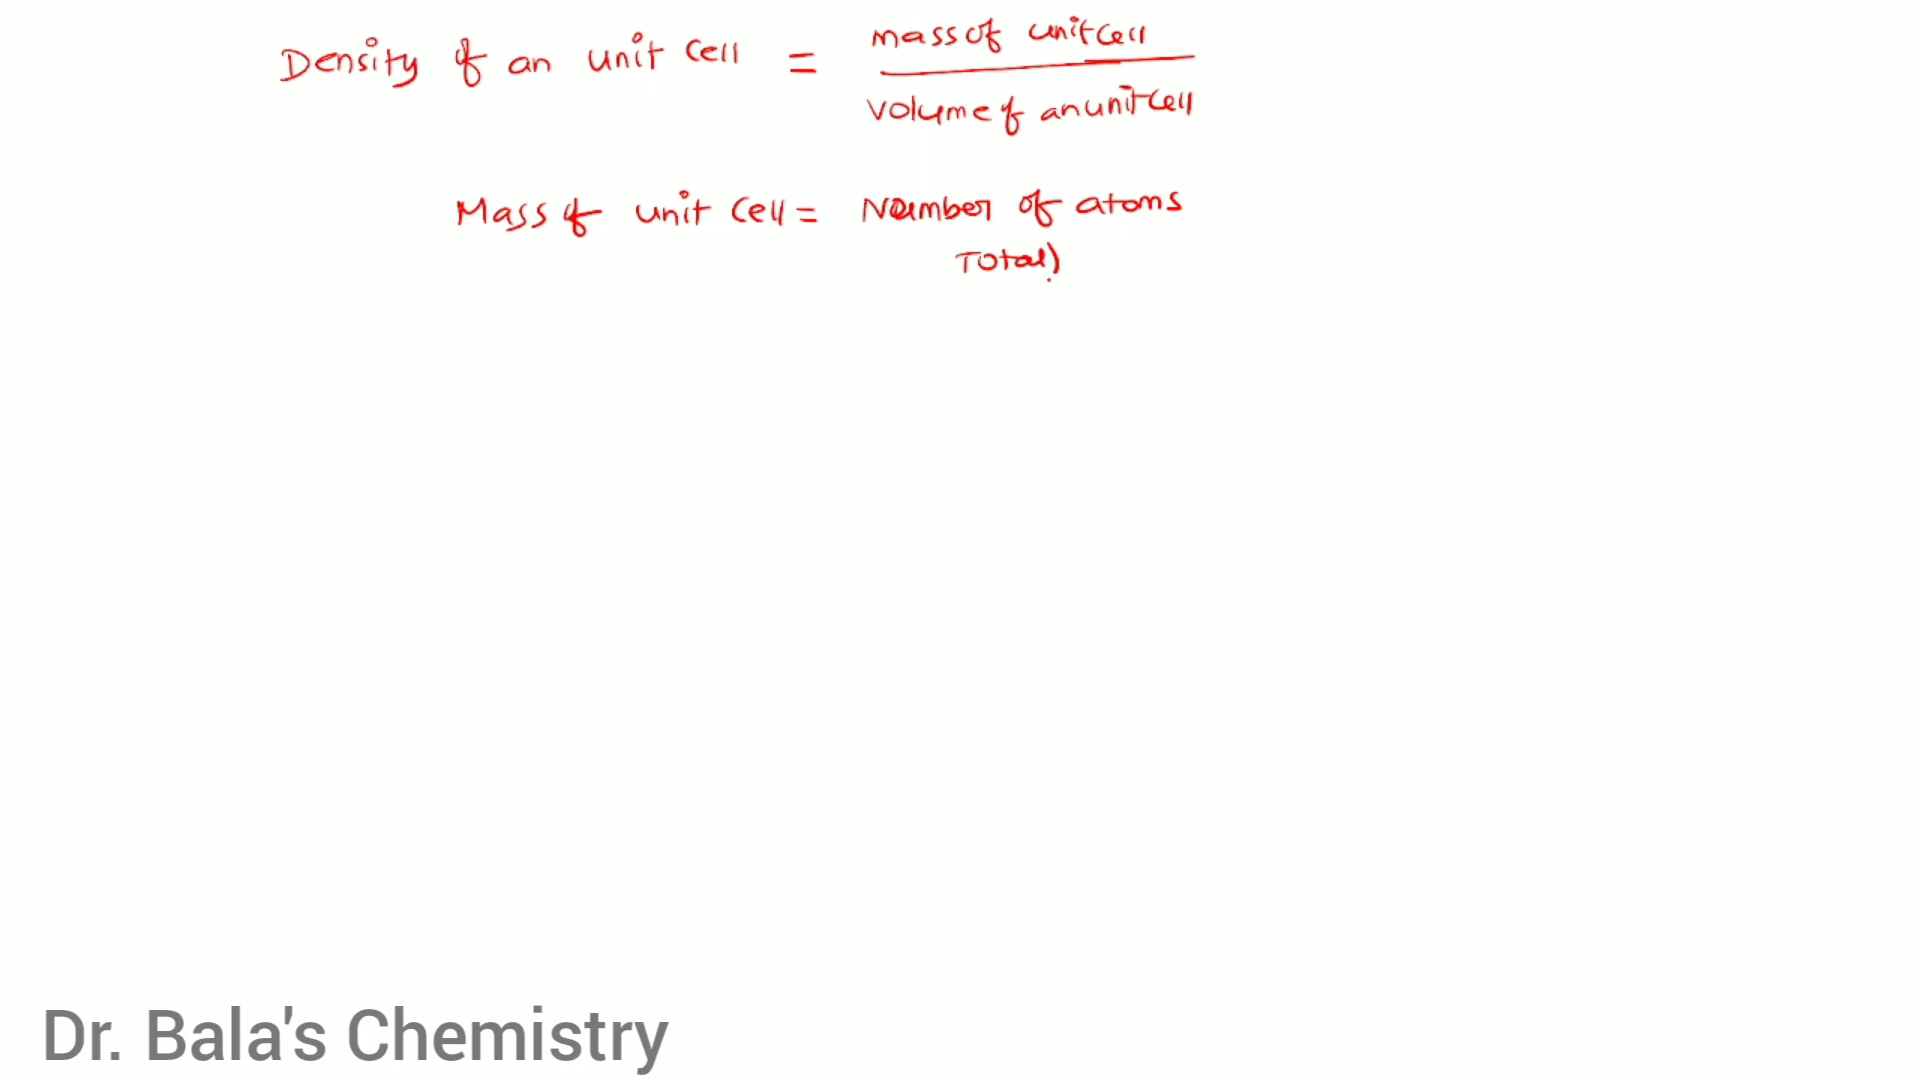 Density of an unit cell = mass of unit cell
volume of an unit cell
Mass of unit cell = Number of atoms
Total)
Dr. Bala's Chemistry